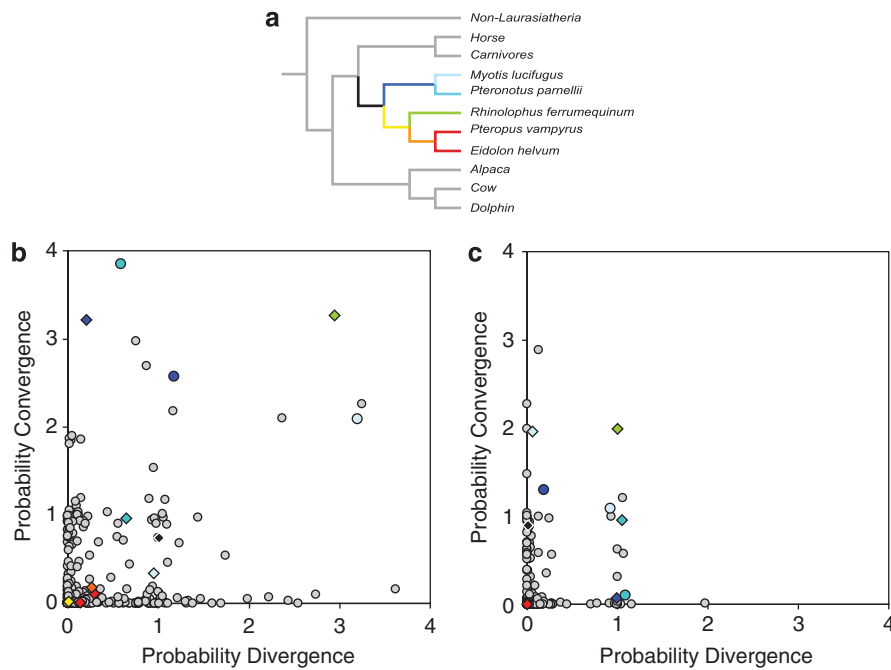 a
Non-Laurasiatheria
Horse
Carnivores
Myotis lucifugus
Pteronotus parnellii
Rhinolophus ferrumequinum
Pteropus vampyrus
Eidolon helvum
Alpaca
Cow
Dolphin
b
Probability Convergence
4
3
2
1
0
0 1 2 3 4
Probability Divergence
c
Probability Convergence
4
3
2
1
0
0 1 2 3 4
Probability Divergence